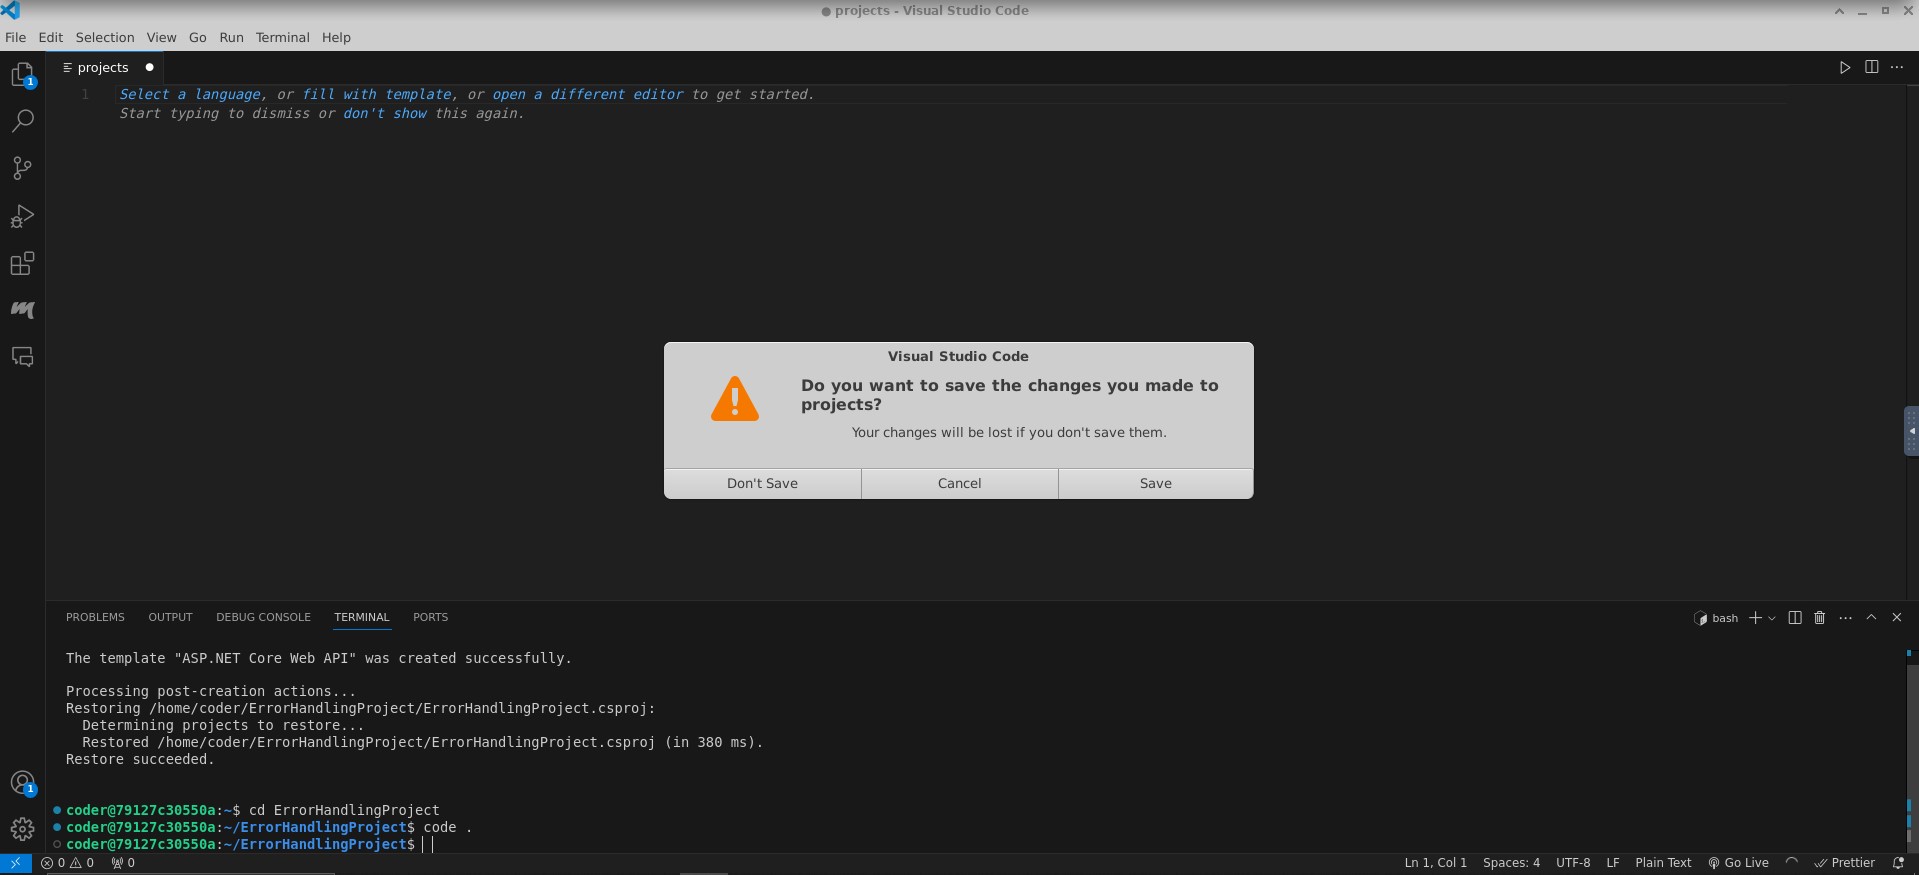 ● projects - Visual Studio Code
File Edit Selection View Go Run Terminal Help
projects ●
1 Select a language, or fill with template, or open a different editor to get started.
Start typing to dismiss or don't show this again.
1
Visual Studio Code
Do you want to save the changes you made to
projects?
Your changes will be lost if you don't save them.
Don't Save Cancel Save
PROBLEMS OUTPUT DEBUG CONSOLE TERMINAL PORTS
bash
The template "ASP.NET Core Web API" was created successfully.
Processing post-creation actions...
Restoring /home/coder/ErrorHandlingProject/ErrorHandlingProject.csproj:
Determining projects to restore...
Restored /home/coder/ErrorHandlingProject/ErrorHandlingProject.csproj (in 380 ms).
Restore succeeded.
1
coder@79127c30550a:~$ cd ErrorHandlingProject
coder@79127c30550a:~/ErrorHandlingProject$ code .
coder@79127c30550a:~/ErrorHandlingProject$
0 0 0 Ln 1, Col 1 Spaces: 4 UTF-8 LF Plain Text Go Live Prettier